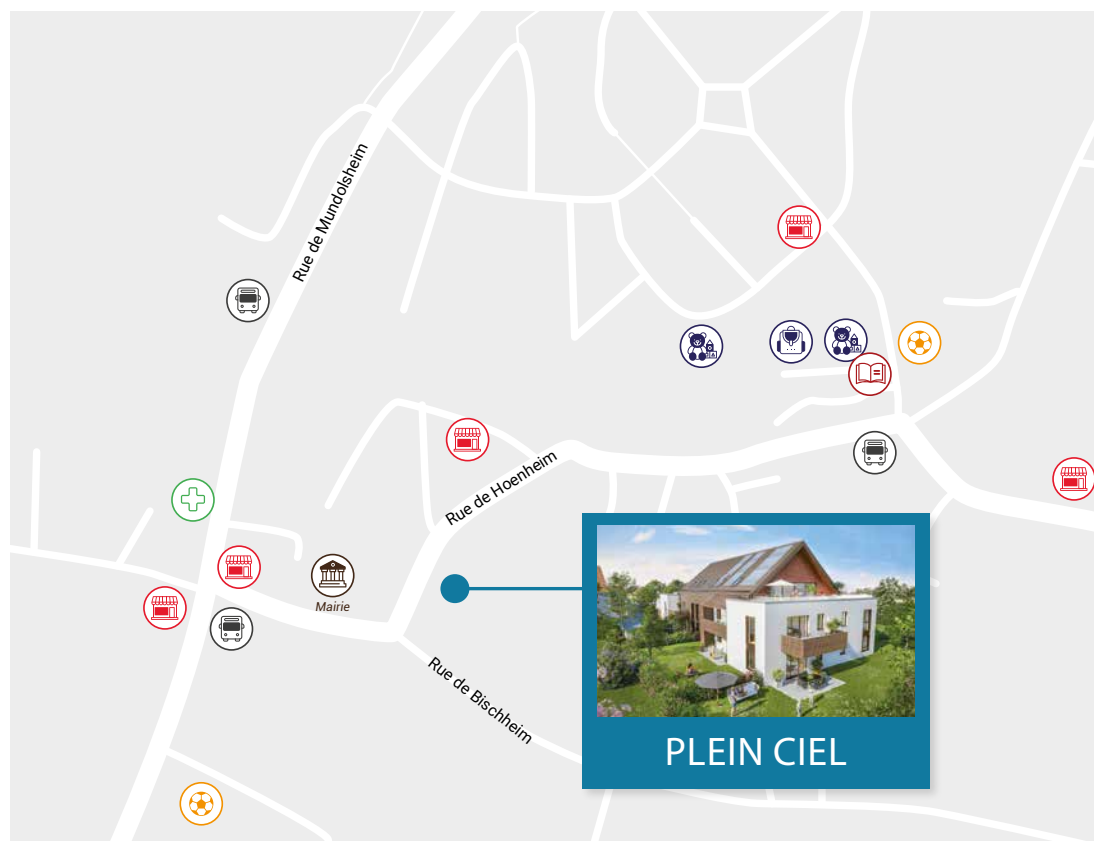 Rue de Mundolsheim
Rue de Hoenheim
Mairie
Rue de Bischheim
PLEIN CIEL